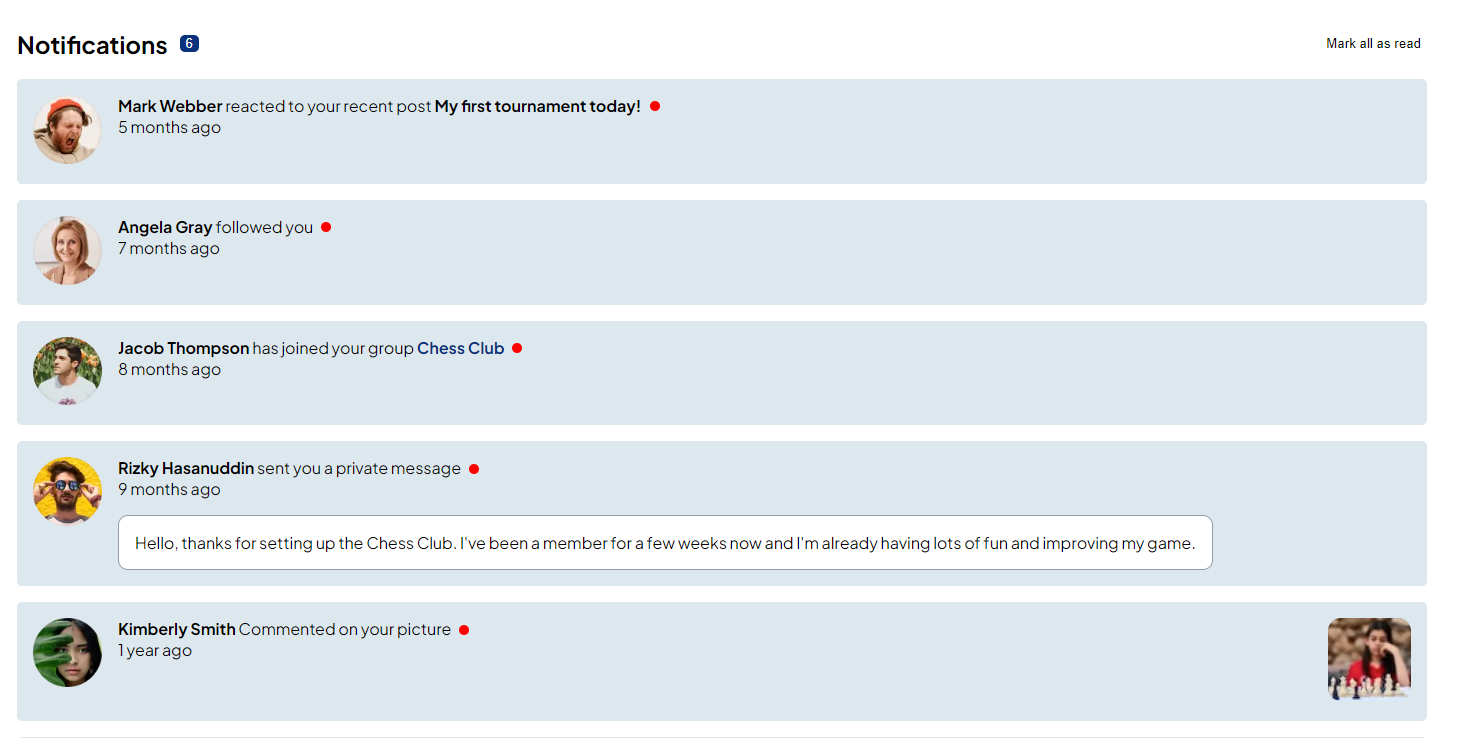 Notifications 6
Mark all as read
Mark Webber reacted to your recent post My first tournament today!
5 months ago
Angela Gray followed you
7 months ago
Jacob Thompson has joined your group Chess Club
8 months ago
Rizky Hasanuddin sent you a private message
9 months ago
Hello, thanks for setting up the Chess Club. I've been a member for a few weeks now and I'm already having lots of fun and improving my game.
Kimberly Smith Commented on your picture
1 year ago